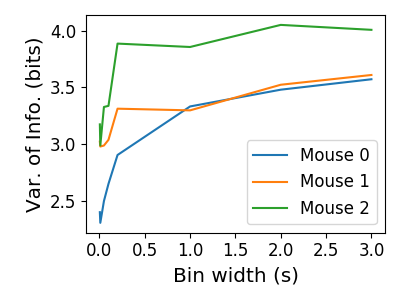 Var. of Info. (bits)
4.0
3.5
3.0
2.5
0.0 0.5 1.0 1.5 2.0 2.5 3.0
Bin width (s)
Mouse 0
Mouse 1
Mouse 2